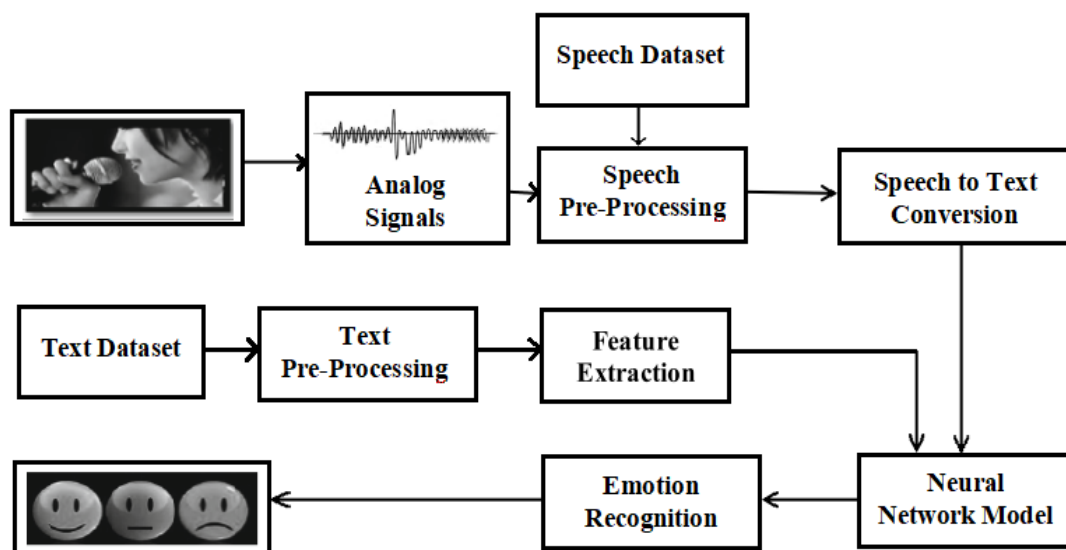 Speech Dataset
Analog
Signals
Speech
Pre-Processing
Speech to Text
Conversion
Text Dataset
Text
Pre-Processing
Feature
Extraction
Emotion
Recognition
Neural
Network Model